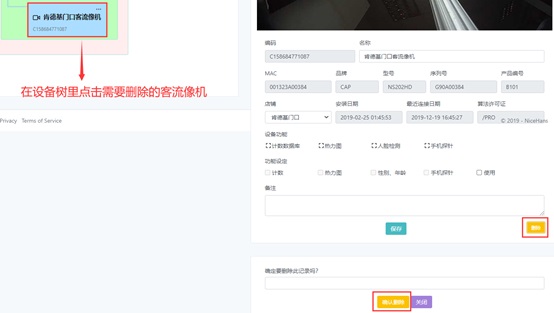 肯德基门口客流像机
C158684771087
在设备树里点击需要删除的客流像机
Privacy Terms of Service
编码 名称
C158684771087 肯德基门口客流像机
MAC 品牌 型号 序列号 产品编号
001323A00384 CAP NS202HD G90A00384 B101
店铺 安装日期 最近连接日期 算法许可证
肯德基门口 2019-02-25 01:45:53 2019-12-19 16:45:27 /PRO
© 2019 - NiceHans
设备功能
计数数据库 热力图 人脸检测 手机探针
功能设定
计数 热力图 性别、年龄 手机探针 使用
备注
保存 删除
确定要删除此记录吗?
确认删除 关闭